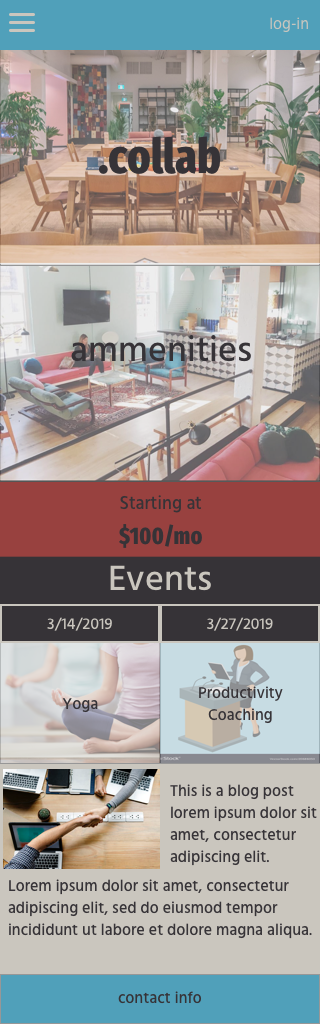 log-in
.collab
ammenities
Starting at
$100/mo
Events
3/14/2019
3/27/2019
Yoga
Productivity
Coaching
This is a blog post
lorem ipsum dolor sit
amet, consectetur
adipiscing elit.
Lorem ipsum dolor sit amet, consectetur
adipiscing elit, sed do eiusmod tempor
incididunt ut labore et dolore magna aliqua.
contact info